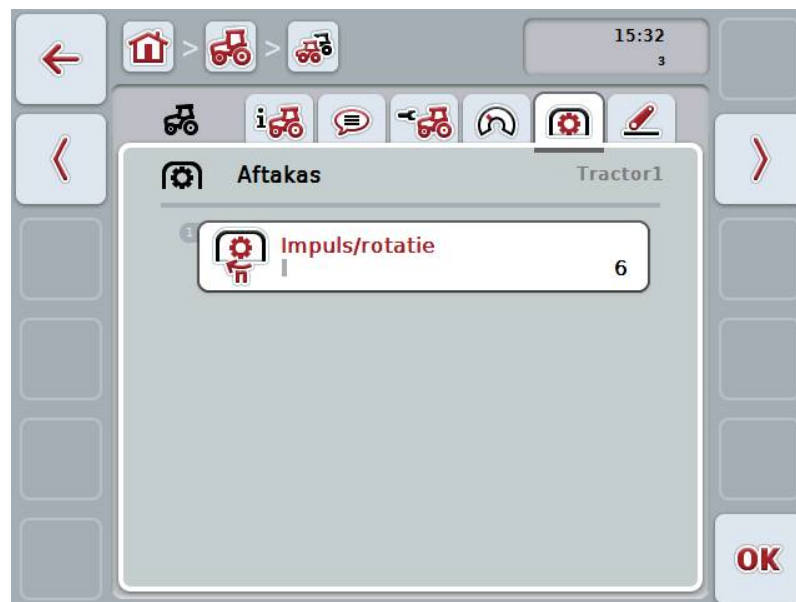 15:32
3
Aftakas
Tractor1
1
Impuls/rotatie
6
n
OK